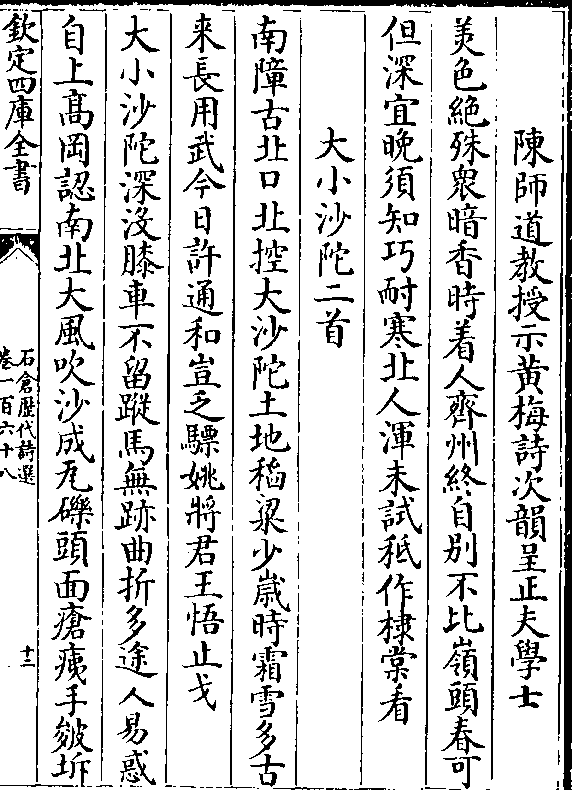 陳師道教授示黄梅詩次韻呈正夫學士
美色絶殊衆暗香時着人齊州終自别不比嶺頭春可
但深宜晚須知巧耐寒北人渾未試秪作棣棠看
大小沙陀二首
南障古北口北控大沙陀土地稻粱少嵗時霜雪多古
来長用武今日許通和豈乏驃姚將君王悟止戈
大小沙陀深没膝車不留蹤馬無跡曲折多途人易惑
自上髙岡認南北大風吹沙成瓦礫頭面瘡痍手皴坼
欽定四庫全書
石倉歴代詩選
卷一百六十八
十三